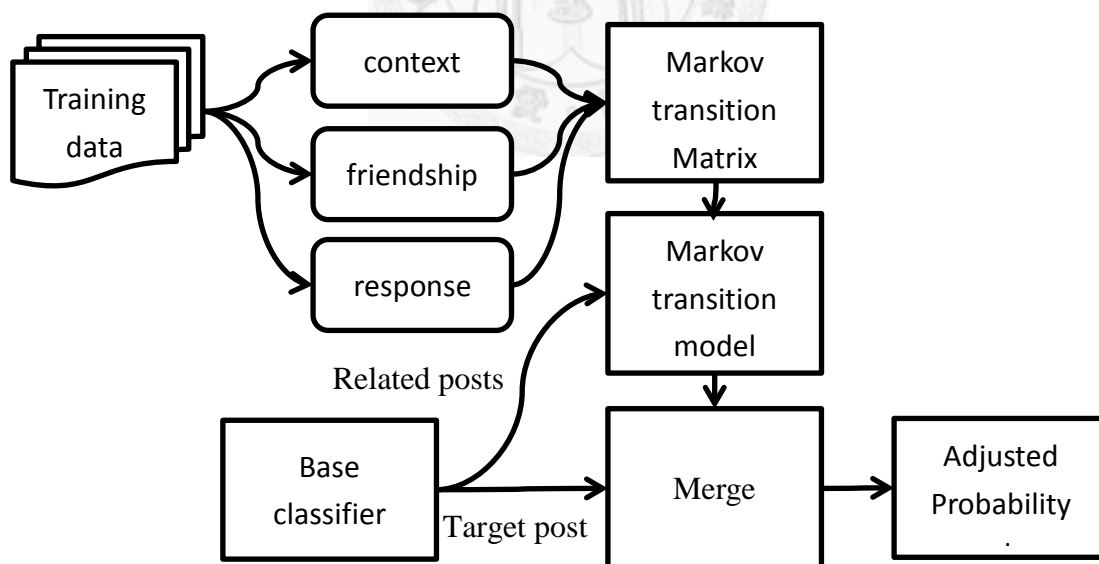 Training
data
context
friendship
response
Markov
transition
Matrix
Markov
transition
model
Related posts
Base
classifier
Target post
Merge
Adjusted
Probability
.